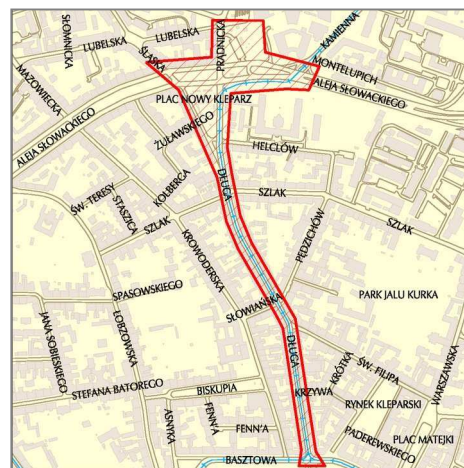 SŁOMNICKA
LUBELSKA
LUBELSKA
PRĄDNICKA
KAMIENNA
ŚLĄSKA
MAZOWIECKA
MONTELUPICH
ALEJA SŁOWACKIEGO
PLAC NOWY KLEPARZ
ALEJA SŁOWACKIEGO
ŻUŁAWSKIEGO
HELCLÓW
KOLBERGA
DŁUGA
SZLAK
ŚW. TERESY
STASZICA
SZLAK
KROWODERSKA
PĘDZICHÓW
SZLAK
SPASOWSKIEGO
PARK JALU KURKA
SŁOWIAŃSKA
JANA SOBIESKIEGO
ŁOBZOWSKA
DŁUGA
WARSZAWSKA
ŚW. FILIPA
KRÓTKA
STEFANA BATOREGO
BISKUPIA
KRZYWA
RYNEK KLEPARSKI
ASNYKA
FENN'A
FENN'A
PADEREWSKIEGO
PLAC MATEJKI
BASZTOWA